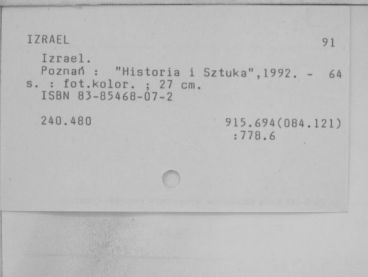 IZRAEL 91
Izrael.
Poznań : "Historia i Sztuka",1992. - 64
s. : fot.kolor. ; 27 cm.
ISBN 83-85468-07-2
240.480 915.694(084.121)
:778.6